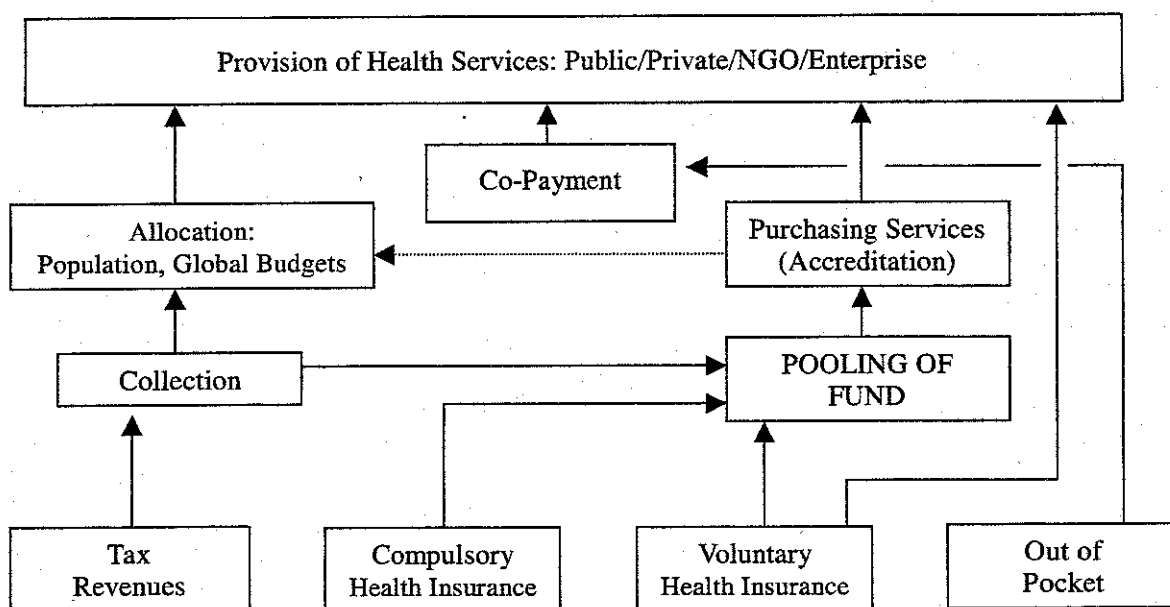 Provision of Health Services: Public/Private/NGO/Enterprise
Co-Payment
Allocation:
Population, Global Budgets
Purchasing Services
(Accreditation)
Collection
POOLING OF
FUND
Tax
Revenues
Compulsory
Health Insurance
Voluntary
Health Insurance
Out of
Pocket